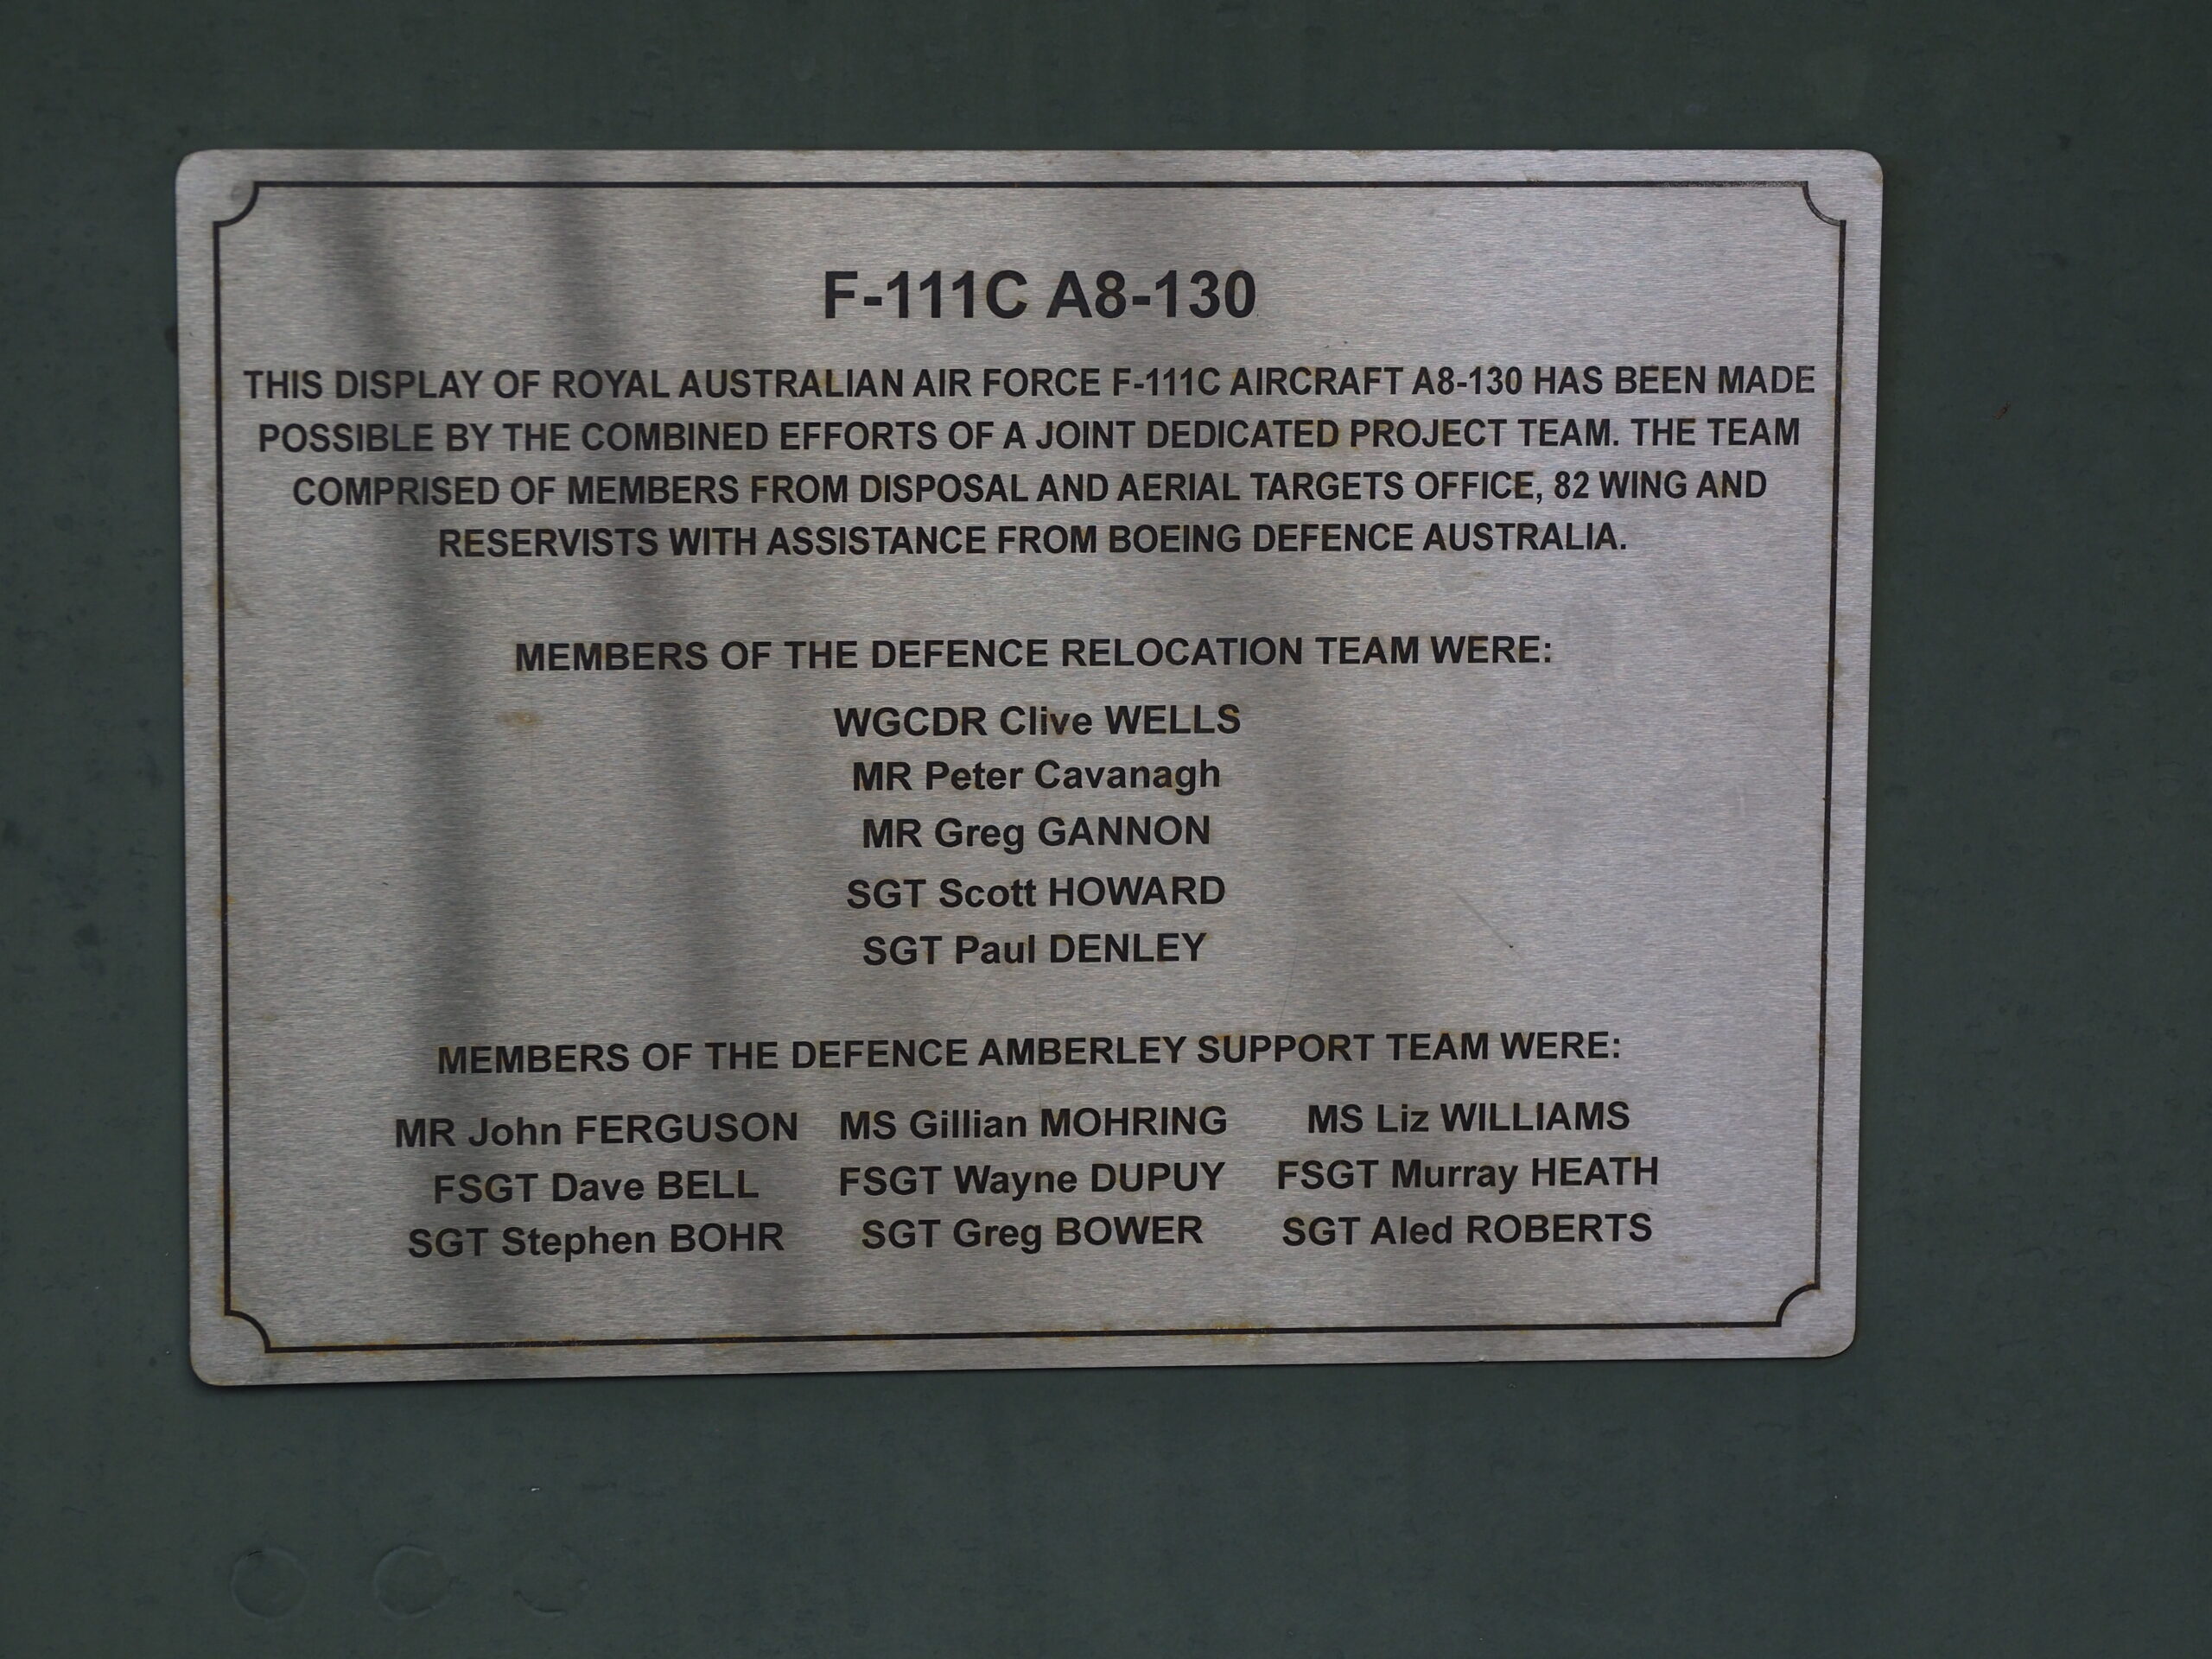 F-111C A8-130
THIS DISPLAY OF ROYAL AUSTRALIAN AIR FORCE F-111C AIRCRAFT A8-130 HAS BEEN MADE
POSSIBLE BY THE COMBINED EFFORTS OF A JOINT DEDICATED PROJECT TEAM. THE TEAM
COMPRISED OF MEMBERS FROM DISPOSAL AND AERIAL TARGETS OFFICE, 82 WING AND
RESERVISTS WITH ASSISTANCE FROM BOEING DEFENCE AUSTRALIA.
MEMBERS OF THE DEFENCE RELOCATION TEAM WERE:
WGCDR Clive WELLS
MR Peter Cavanagh
MR Greg GANNON
SGT Scott HOWARD
SGT Paul DENLEY
MEMBERS OF THE DEFENCE AMBERLEY SUPPORT TEAM WERE:
MR John FERGUSON MS Gillian MOHRING MS Liz WILLIAMS
FSGT Dave BELL FSGT Wayne DUPUY FSGT Murray HEATH
SGT Stephen BOHR SGT Greg BOWER SGT Aled ROBERTS